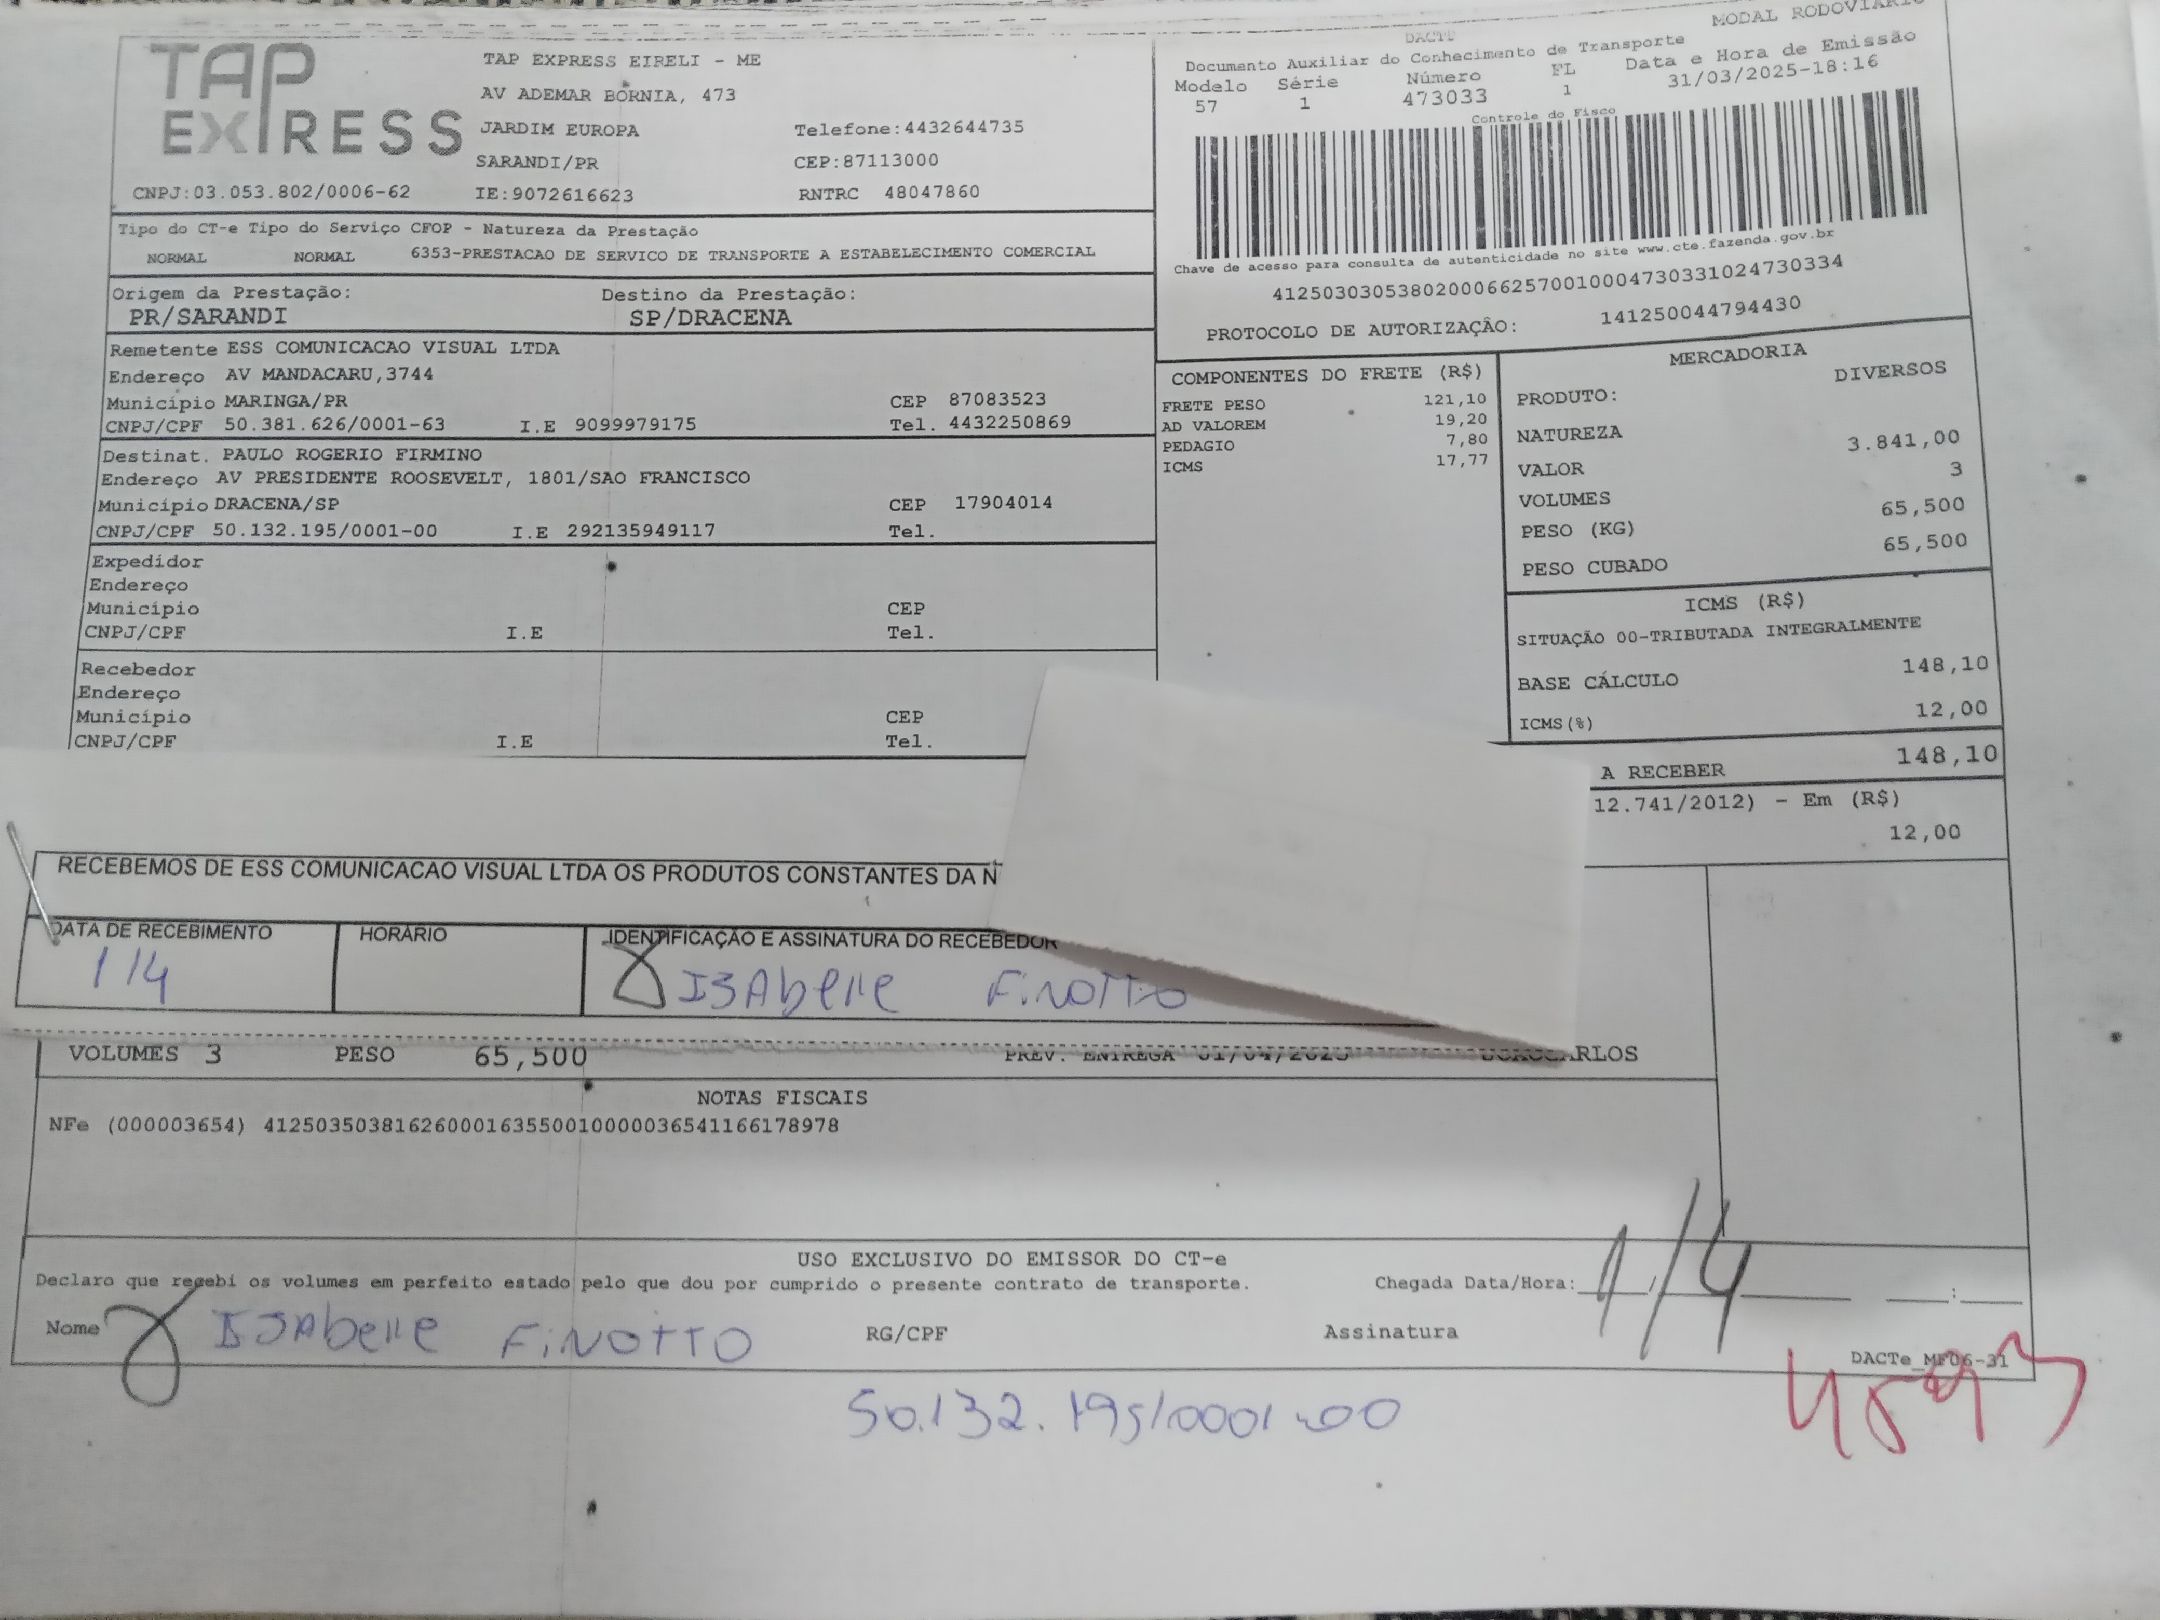 TAP EXPRESS
TAP EXPRESS EIRELI - ME
AV ADEMAR BORNIA, 473
JARDIM EUROPA Telefone:4432644735
SARANDI/PR CEP:87113000
CNPJ:03.053.802/0006-62 IE:9072616623 RNTRC 48047860
MODAL RODOVIARIO
DACTE
Documento Auxiliar do Conhecimento de Transporte
Modelo Série Número FL Data e Hora de Emissão
57 1 473033 1 31/03/2025-18:16
Controle do Fisco
Chave de acesso para consulta de autenticidade no site www.cte.fazenda.gov.br
41250303053802000662570010004730331024730334
PROTOCOLO DE AUTORIZAÇÃO: 141250044794430
Tipo do CT-e Tipo do Serviço CFOP - Natureza da Prestação
NORMAL NORMAL 6353-PRESTACAO DE SERVICO DE TRANSPORTE A ESTABELECIMENTO COMERCIAL
Origem da Prestação: Destino da Prestação:
PR/SARANDI SP/DRACENA
Remetente ESS COMUNICACAO VISUAL LTDA
Endereço AV MANDACARU,3744
Município MARINGA/PR CEP 87083523
CNPJ/CPF 50.381.626/0001-63 I.E 9099979175 Tel. 4432250869
Destinat. PAULO ROGERIO FIRMINO
Endereço AV PRESIDENTE ROOSEVELT, 1801/SAO FRANCISCO
Município DRACENA/SP CEP 17904014
CNPJ/CPF 50.132.195/0001-00 I.E 292135949117 Tel.
Expedidor
Endereço
Município CEP
CNPJ/CPF I.E Tel.
Recebedor
Endereço
Município CEP
CNPJ/CPF I.E Tel.
COMPONENTES DO FRETE (R$)
FRETE PESO 121,10
AD VALOREM 19,20
PEDAGIO 7,80
ICMS 17,77
MERCADORIA
PRODUTO: DIVERSOS
NATUREZA
VALOR 3.841,00
VOLUMES 3
PESO (KG) 65,500
PESO CUBADO 65,500
ICMS (R$)
SITUAÇÃO 00-TRIBUTADA INTEGRALMENTE
BASE CÁLCULO 148,10
ICMS(%) 12,00
A RECEBER 148,10
12.741/2012) - Em (R$)
12,00
RECEBEMOS DE ESS COMUNICACAO VISUAL LTDA OS PRODUTOS CONSTANTES DA N
DATA DE RECEBIMENTO HORÁRIO IDENTIFICAÇÃO E ASSINATURA DO RECEBEDOR
1/4 ISAbelle FiNOTTO
VOLUMES 3 PESO 65,500 PREV. ENTREGA 01/04/2025 ARLOS
NOTAS FISCAIS
NFe (000003654) 41250350381626000163550010000036541166178978
USO EXCLUSIVO DO EMISSOR DO CT-e
Declaro que recebi os volumes em perfeito estado pelo que dou por cumprido o presente contrato de transporte. Chegada Data/Hora: 1/4
Nome ISAbelle FiNOTTO RG/CPF Assinatura
DACTe_MF06-31
50.132.195/0001-00